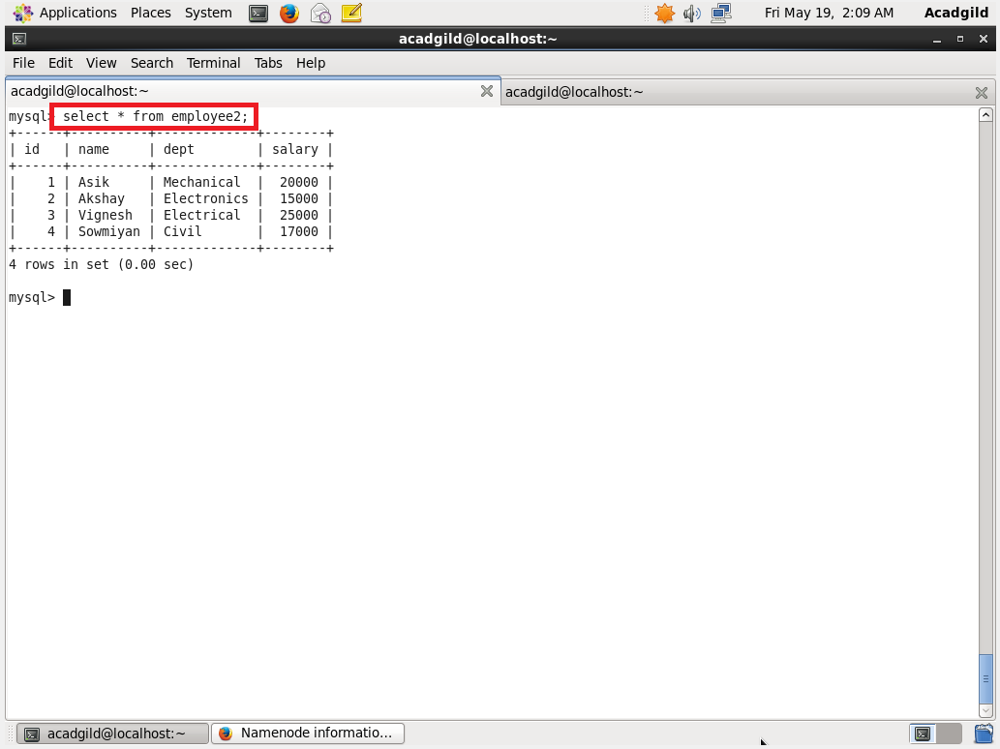 Applications Places System Fri May 19, 2:09 AM Acadgild
acadgild@localhost:~
File Edit View Search Terminal Tabs Help
acadgild@localhost:~ acadgild@localhost:~
mysql> select * from employee2;
+------+----------+-------------+--------+
| id   | name     | dept        | salary |
+------+----------+-------------+--------+
|    1 | Asik     | Mechanical  |  20000 |
|    2 | Akshay   | Electronics |  15000 |
|    3 | Vignesh  | Electrical  |  25000 |
|    4 | Sowmiyan | Civil       |  17000 |
+------+----------+-------------+--------+
4 rows in set (0.00 sec)
mysql>
acadgild@localhost:~ Namenode informatio...